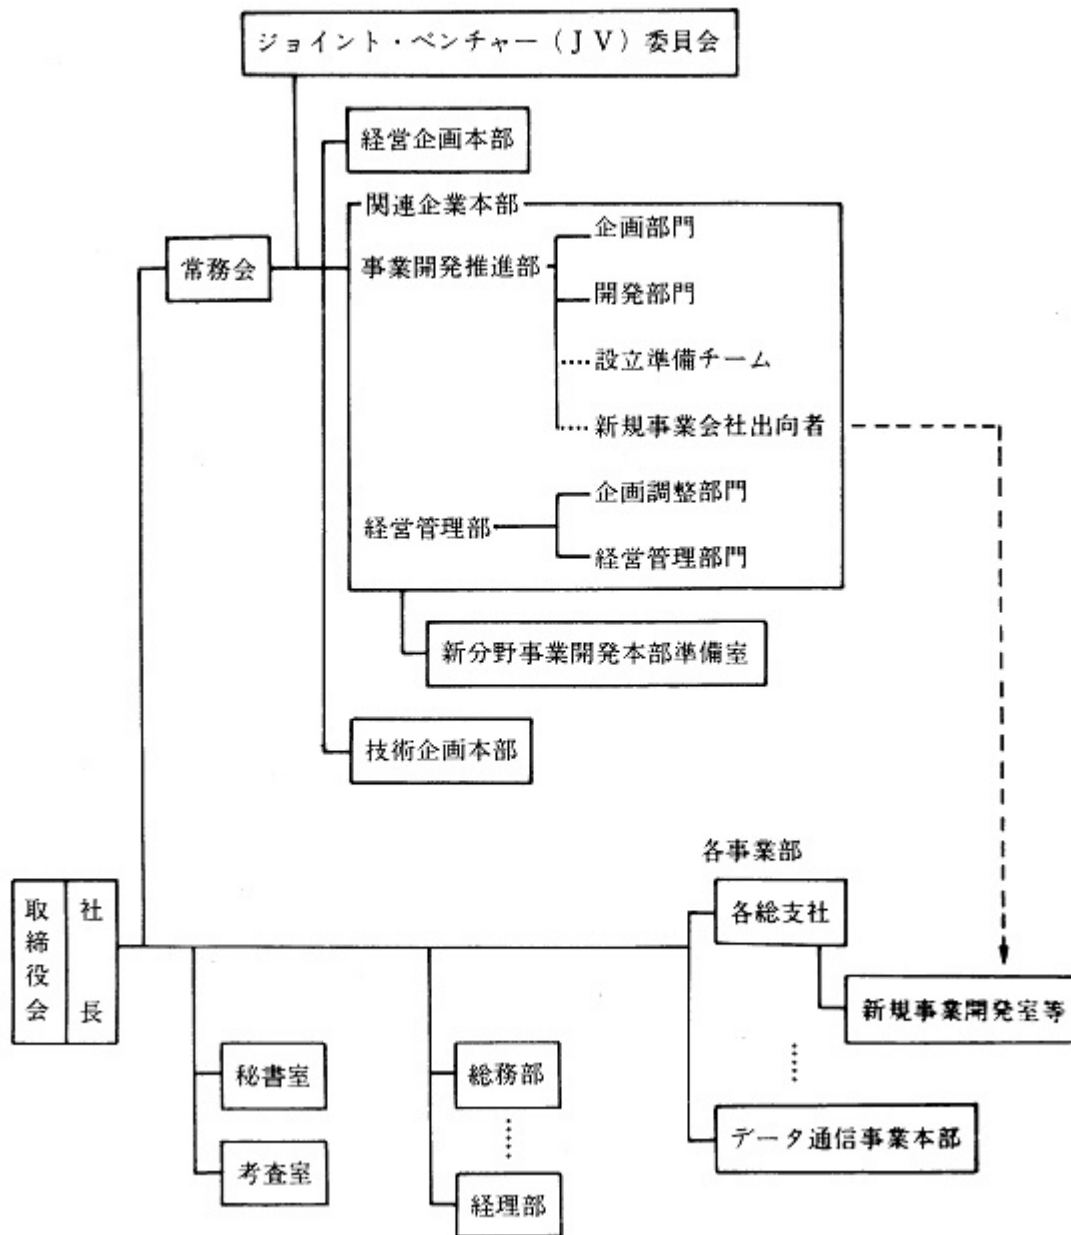 ジョイント・ベンチャー(JV)委員会
経営企画本部
関連企業本部
企画部門
常務会
事業開発推進部
開発部門
設立準備チーム
新規事業会社出向者
企画調整部門
経営管理部
経営管理部門
新分野事業開発本部準備室
技術企画本部
各事業部
取締役会
社長
各総支社
新規事業開発室等
秘書室
総務部
データ通信事業本部
考査室
経理部